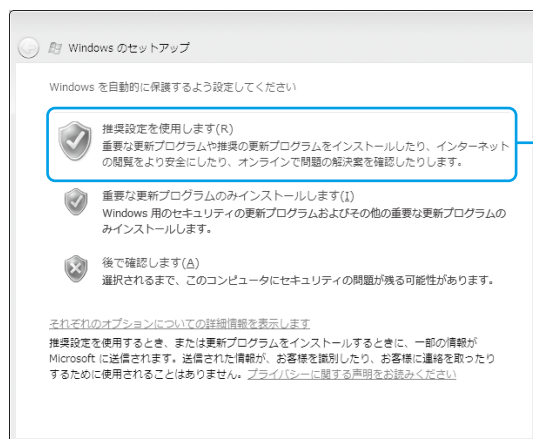 Windows のセットアップ
Windows を自動的に保護するよう設定してください
推奨設定を使用します(R)
重要な更新プログラムや推奨の更新プログラムをインストールしたり、インターネット
の閲覧をより安全にしたり、オンラインで問題の解決案を確認したりします。
重要な更新プログラムのみインストールします(I)
Windows 用のセキュリティの更新プログラムおよびその他の重要な更新プログラムの
みインストールします。
後で確認します(A)
選択されるまで、このコンピュータにセキュリティの問題が残る可能性があります。
それぞれのオプションについての詳細情報を表示します
推奨設定を使用するとき、または更新プログラムをインストールするときに、一部の情報が
Microsoft に送信されます。送信された情報が、お客様を識別したり、お客様に連絡を取ったり
するために使用されることはありません。プライバシーに関する声明をお読みください